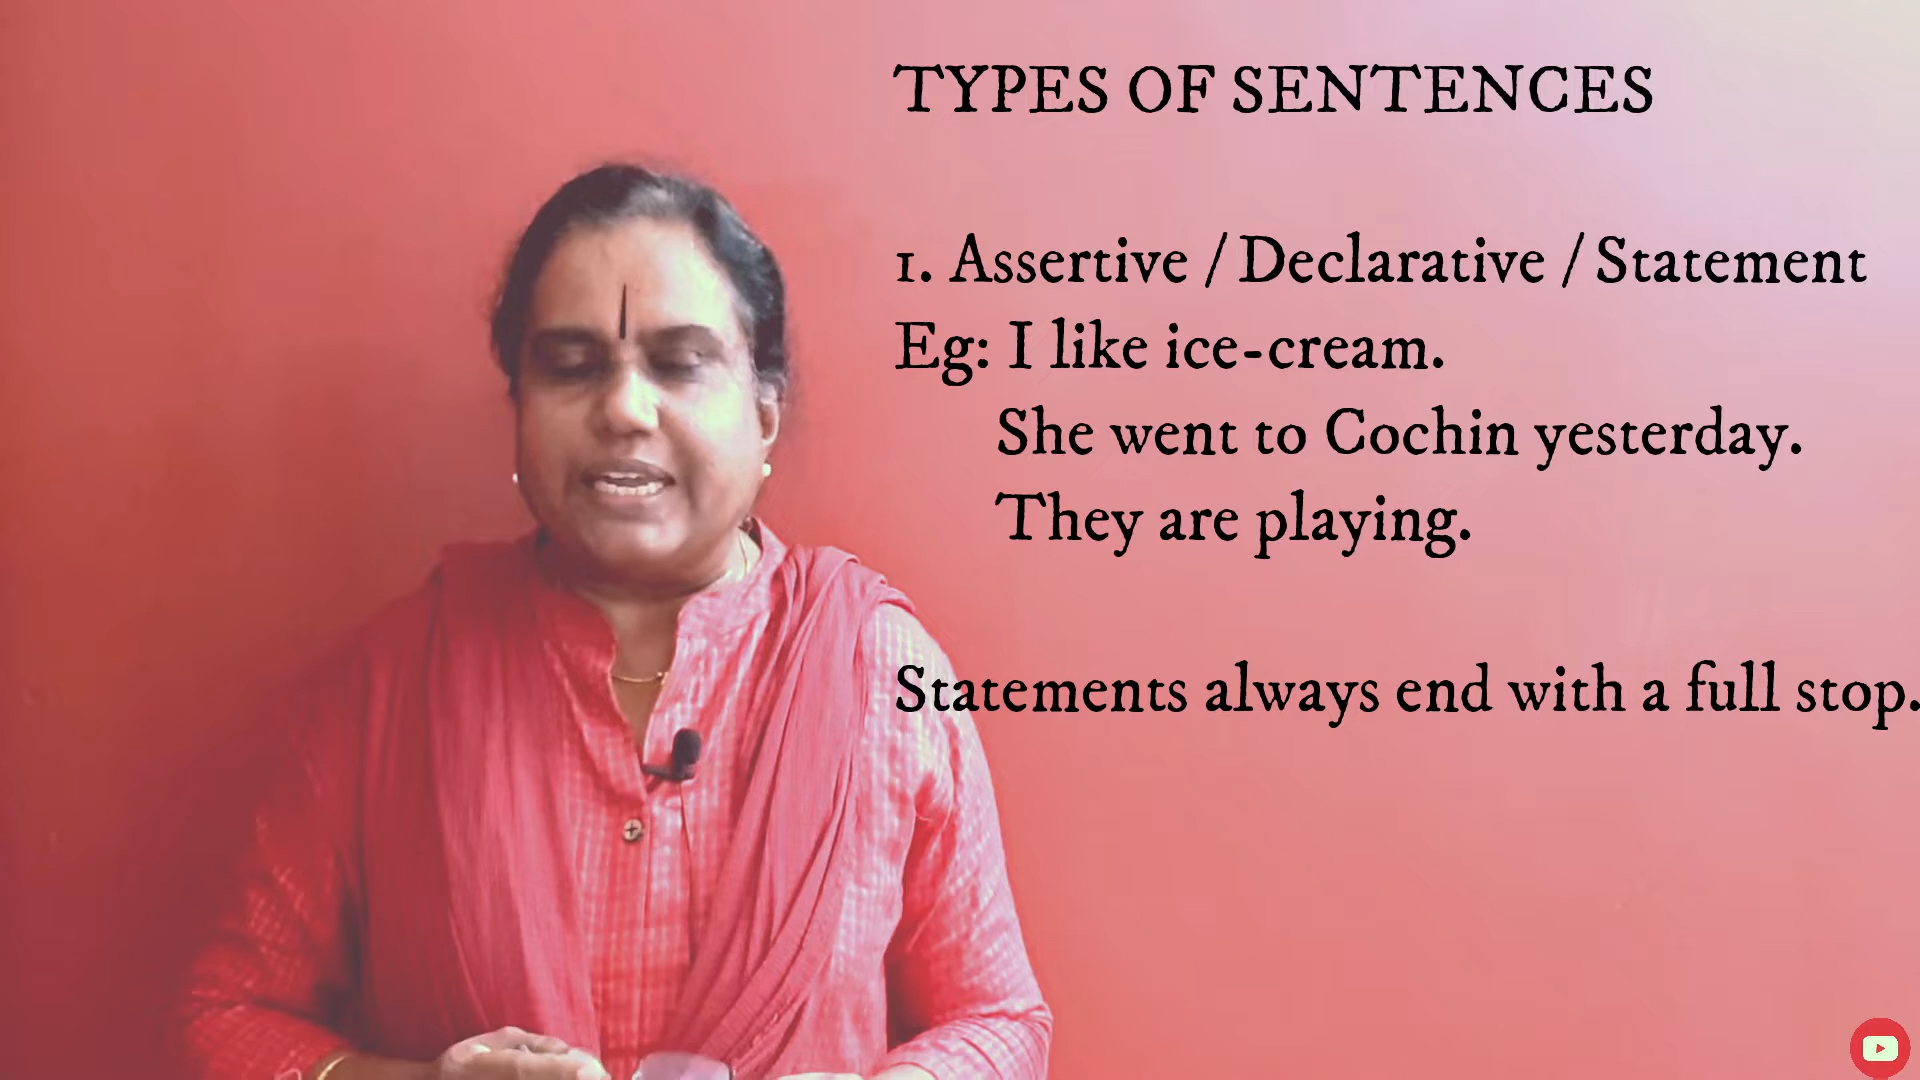 TYPES OF SENTENCES
1. Assertive / Declarative / Statement
Eg: I like ice-cream.
She went to Cochin yesterday.
They are playing.
Statements always end with a full stop.